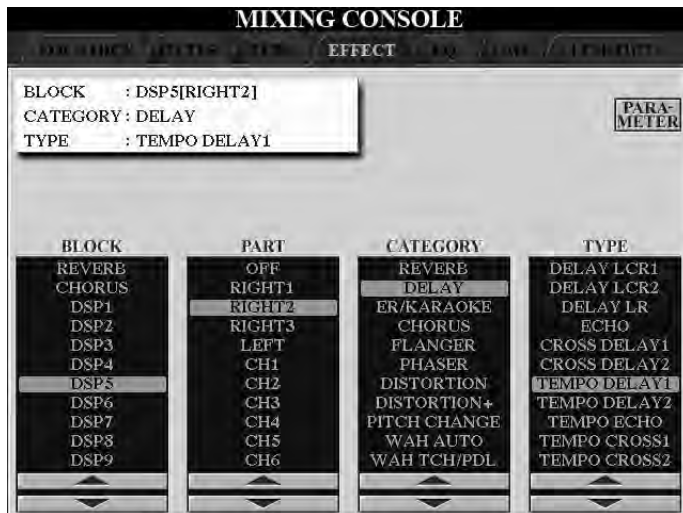 MIXING CONSOLE
EFFECT
BLOCK : DSP5[RIGHT2]
CATEGORY : DELAY
TYPE : TEMPO DELAY1
PARA-
METER
BLOCK
REVERB
CHORUS
DSP1
DSP2
DSP3
DSP4
DSP5
DSP6
DSP7
DSP8
DSP9
PART
OFF
RIGHT1
RIGHT2
RIGHT3
LEFT
CH1
CH2
CH3
CH4
CH5
CH6
CATEGORY
REVERB
DELAY
ER/KARAOKE
CHORUS
FLANGER
PHASER
DISTORTION
DISTORTION+
PITCH CHANGE
WAH AUTO
WAH TCH/PDL
TYPE
DELAY LCR1
DELAY LCR2
DELAY LR
ECHO
CROSS DELAY1
CROSS DELAY2
TEMPO DELAY1
TEMPO DELAY2
TEMPO ECHO
TEMPO CROSS1
TEMPO CROSS2